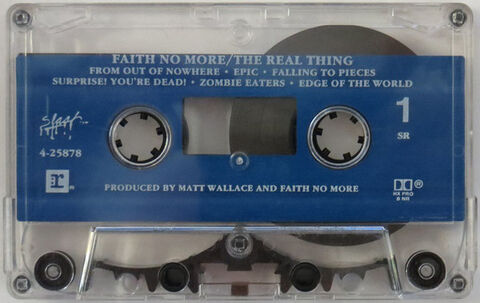 FAITH NO MORE/THE REAL THING
FROM OUT OF NOWHERE • EPIC • FALLING TO PIECES
SURPRISE! YOU'RE DEAD! • ZOMBIE EATERS • EDGE OF THE WORLD
1
SR
SLASH
4-25878
r ®
PRODUCED BY MATT WALLACE AND FAITH NO MORE
®
HX PRO
B NR